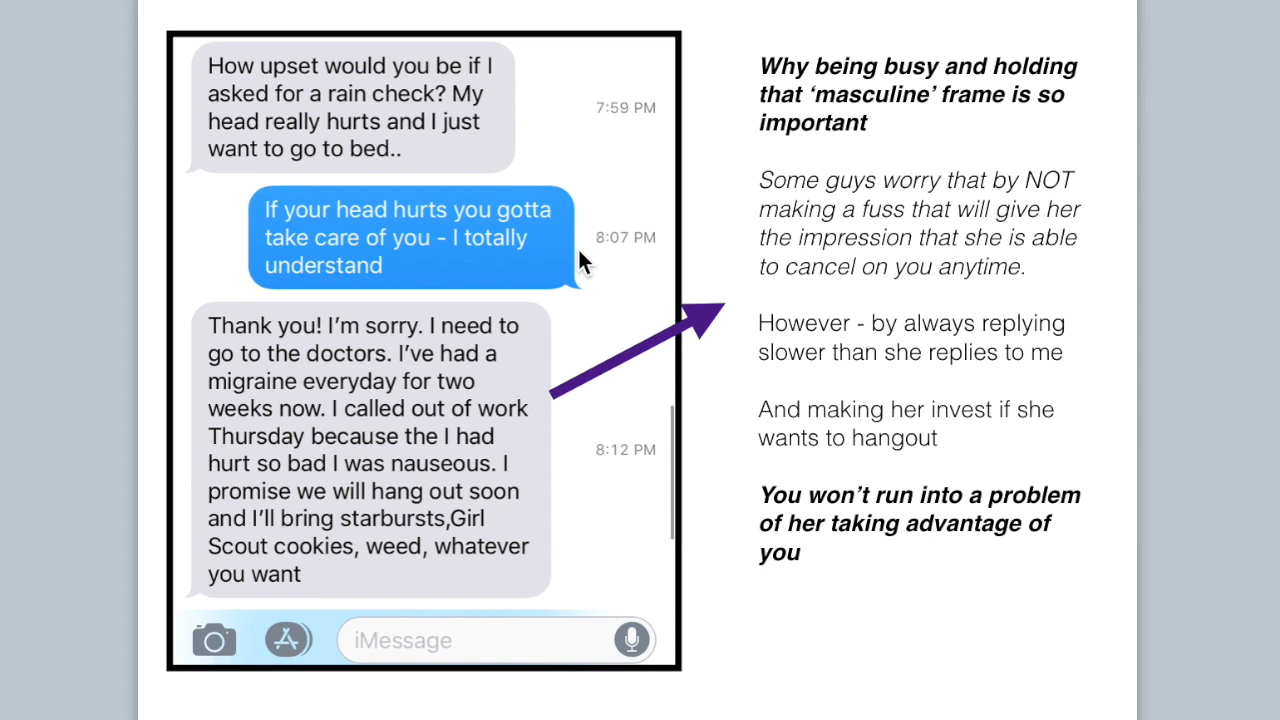 How upset would you be if I
asked for a rain check? My
head really hurts and I just
want to go to bed..
7:59 PM
If your head hurts you gotta
take care of you - I totally
understand
8:07 PM
Thank you! I'm sorry. I need to
go to the doctors. I've had a
migraine everyday for two
weeks now. I called out of work
Thursday because the I had
hurt so bad I was nauseous. I
promise we will hang out soon
and I'll bring starbursts,Girl
Scout cookies, weed, whatever
you want
8:12 PM
iMessage
Why being busy and holding
that ‘masculine’ frame is so
important
Some guys worry that by NOT
making a fuss that will give her
the impression that she is able
to cancel on you anytime.
However - by always replying
slower than she replies to me
And making her invest if she
wants to hangout
You won’t run into a problem
of her taking advantage of
you